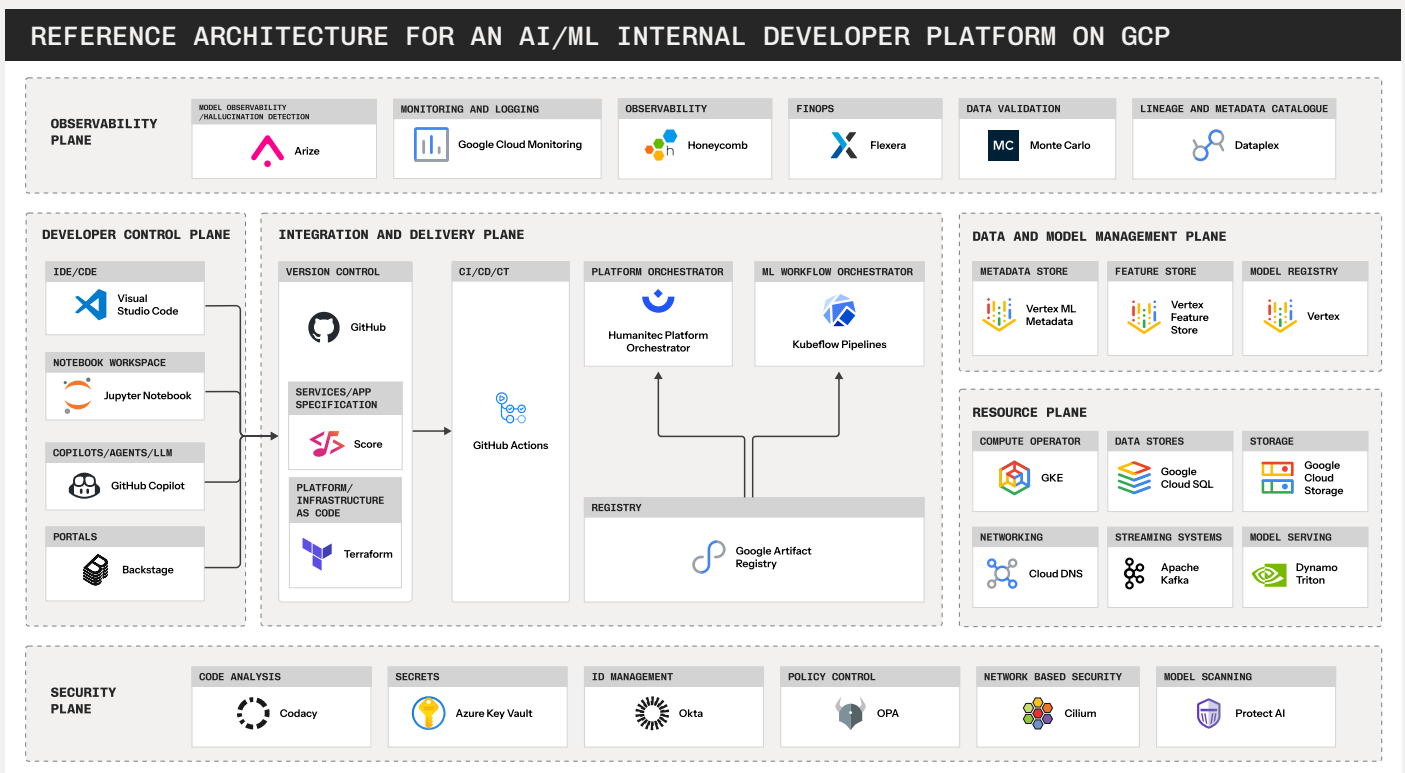 REFERENCE ARCHITECTURE FOR AN AI/ML INTERNAL DEVELOPER PLATFORM ON GCP
OBSERVABILITY
PLANE
MODEL OBSERVABILITY
/HALLUCINATION DETECTION
Arize
MONITORING AND LOGGING
Google Cloud Monitoring
OBSERVABILITY
h
Honeycomb
FINOPS
Flexera
DATA VALIDATION
MC
Monte Carlo
LINEAGE AND METADATA CATALOGUE
Dataplex
DEVELOPER CONTROL PLANE
IDE/CDE
Visual
Studio Code
NOTEBOOK WORKSPACE
Jupyter Notebook
COPILOTS/AGENTS/LLM
GitHub Copilot
PORTALS
Backstage
INTEGRATION AND DELIVERY PLANE
VERSION CONTROL
GitHub
SERVICES/APP
SPECIFICATION
Score
PLATFORM/
INFRASTRUCTURE
AS CODE
Terraform
CI/CD/CT
GitHub Actions
PLATFORM ORCHESTRATOR
Humanitec Platform
Orchestrator
ML WORKFLOW ORCHESTRATOR
Kubeflow Pipelines
REGISTRY
Google Artifact
Registry
DATA AND MODEL MANAGEMENT PLANE
METADATA STORE
Vertex ML
Metadata
FEATURE STORE
Vertex
Feature
Store
MODEL REGISTRY
Vertex
RESOURCE PLANE
COMPUTE OPERATOR
GKE
DATA STORES
Google
Cloud SQL
STORAGE
Google
Cloud
Storage
NETWORKING
Cloud DNS
STREAMING SYSTEMS
Apache
Kafka
MODEL SERVING
Dynamo
Triton
SECURITY
PLANE
CODE ANALYSIS
Codacy
SECRETS
Azure Key Vault
ID MANAGEMENT
Okta
POLICY CONTROL
OPA
NETWORK BASED SECURITY
Cilium
MODEL SCANNING
Protect AI